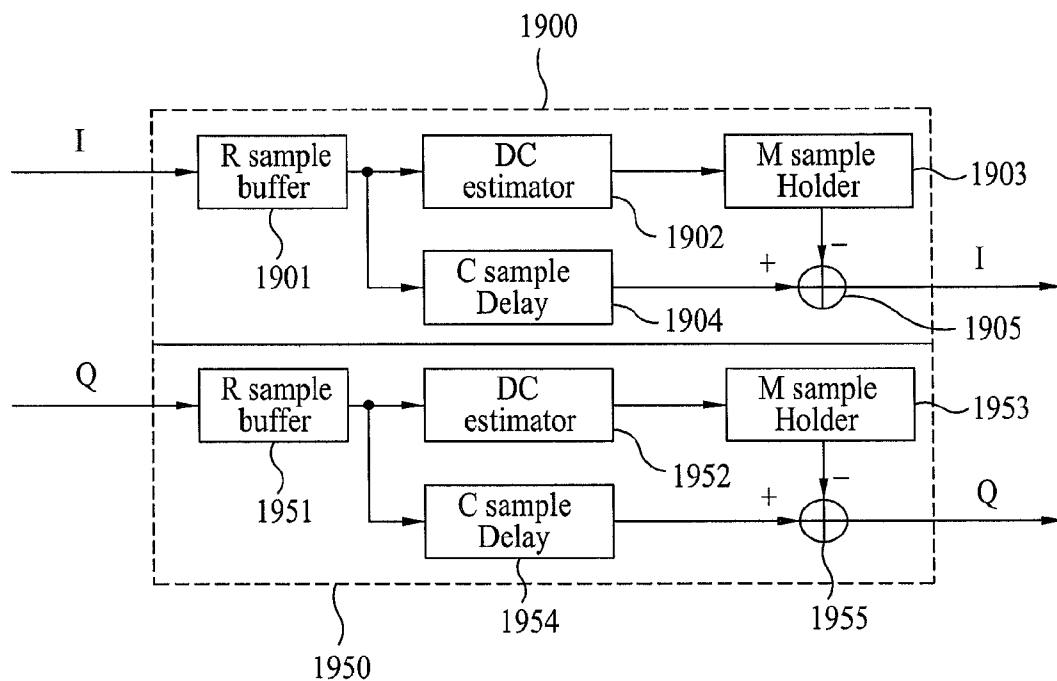 1900
I
R sample
buffer
1901
DC
estimator
1902
M sample
Holder
1903
C sample
Delay
1904
+
−
1905
I
Q
R sample
buffer
1951
DC
estimator
1952
M sample
Holder
1953
C sample
Delay
1954
+
−
1955
Q
1950